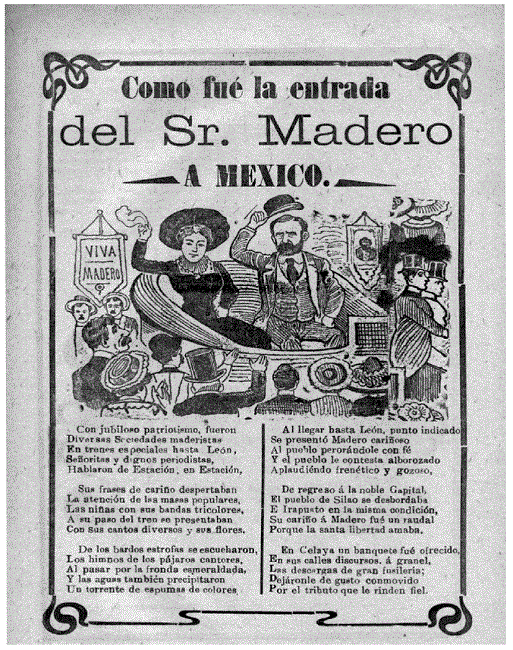 Como fué la entrada
del Sr. Madero
A MEXICO.
VIVA
MADERO
Con jubiloso patriotismo, fueron
Diversas Sociedades maderistas
En trenes especiales hasta León,
Señoritas y dignos periodistas,
Hablaron de Estación, en Estación,
Sus frases de cariño despertaban
La atención de las masas populares,
Las niñas con sus bandas tricolores,
A su paso del tren se presentaban
Con sus cantos diversos y sus flores.
De los bardos estrofas se escucharon,
Los himnos de los pájaros cantores,
Al pasar por la fronda esmeraldada,
Y las aguas también precipitaron
Un torrente de espumas de colores
Al llegar hasta León, punto indicado
Se presentó Madero cariñoso
Al pueblo perorándole con fé
Y el pueblo le contesta alborozado
Aplaudiéndo frenético y gozoso,
De regreso á la noble Capital,
El pueblo de Silao se desbordaba
E Irapusto en la misma condición,
Su cariño á Madero fué un raudal
Porque la santa libertad amaba.
En Celaya un banquete fué ofrecido,
En sus calles discursos, á granel,
Las descargas de gran fusilería;
Dejáronle de gusto conmovido
Por el tributo que le rinden fiel.